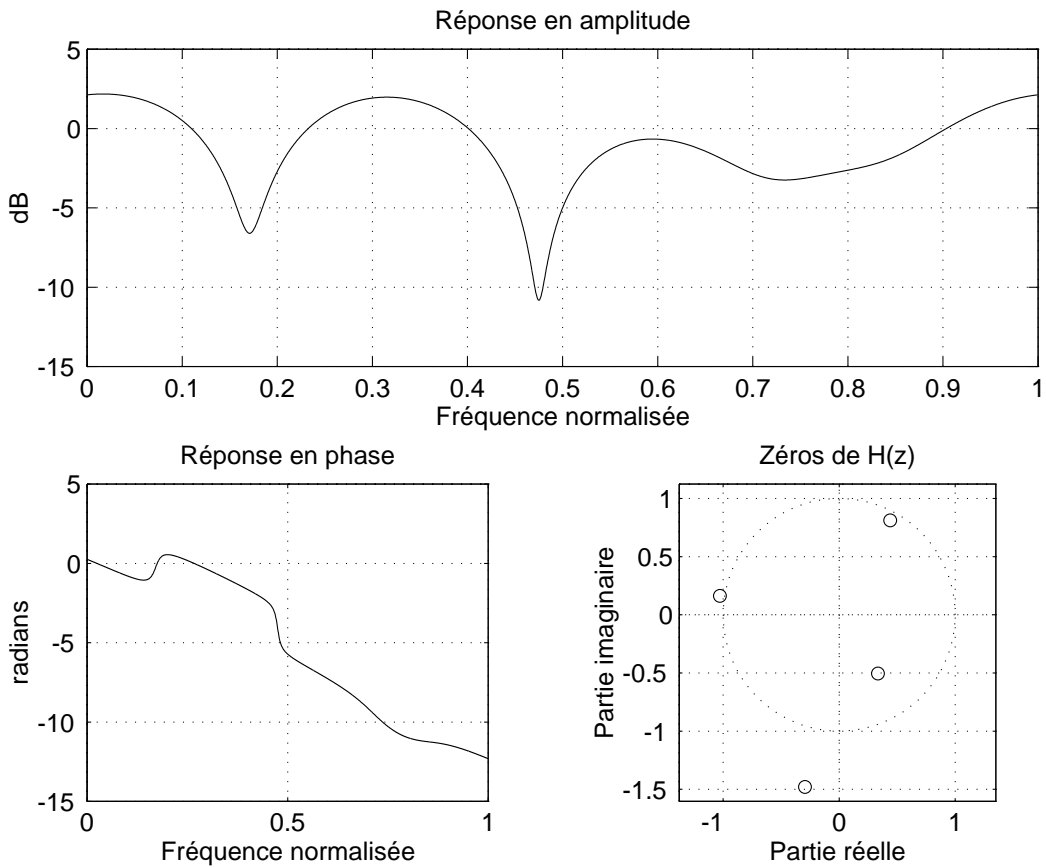 Réponse en amplitude
5
0
-5
-10
-15
dB
0 0.1 0.2 0.3 0.4 0.5 0.6 0.7 0.8 0.9 1
Fréquence normalisée
Réponse en phase
5
0
-5
-10
-15
radians
0 0.5 1
Fréquence normalisée
Zéros de H(z)
1
0.5
0
-0.5
-1
-1.5
Partie imaginaire
-1 0 1
Partie réelle